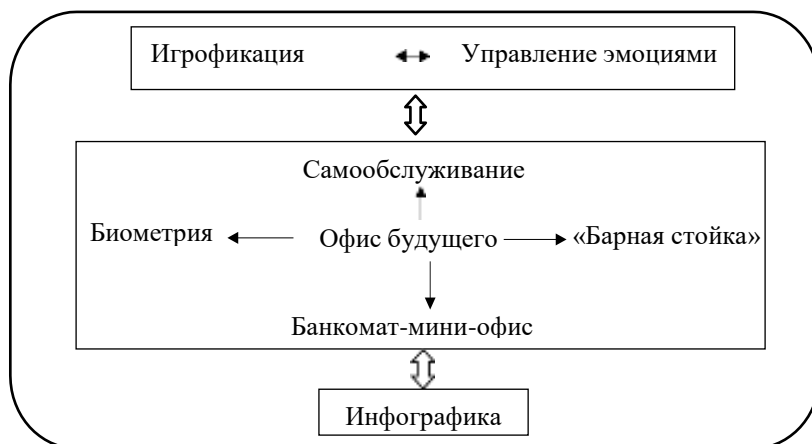 Игрофикация Управление эмоциями
Самообслуживание
Биометрия Офис будущего «Барная стойка»
Банкомат-мини-офис
Инфографика